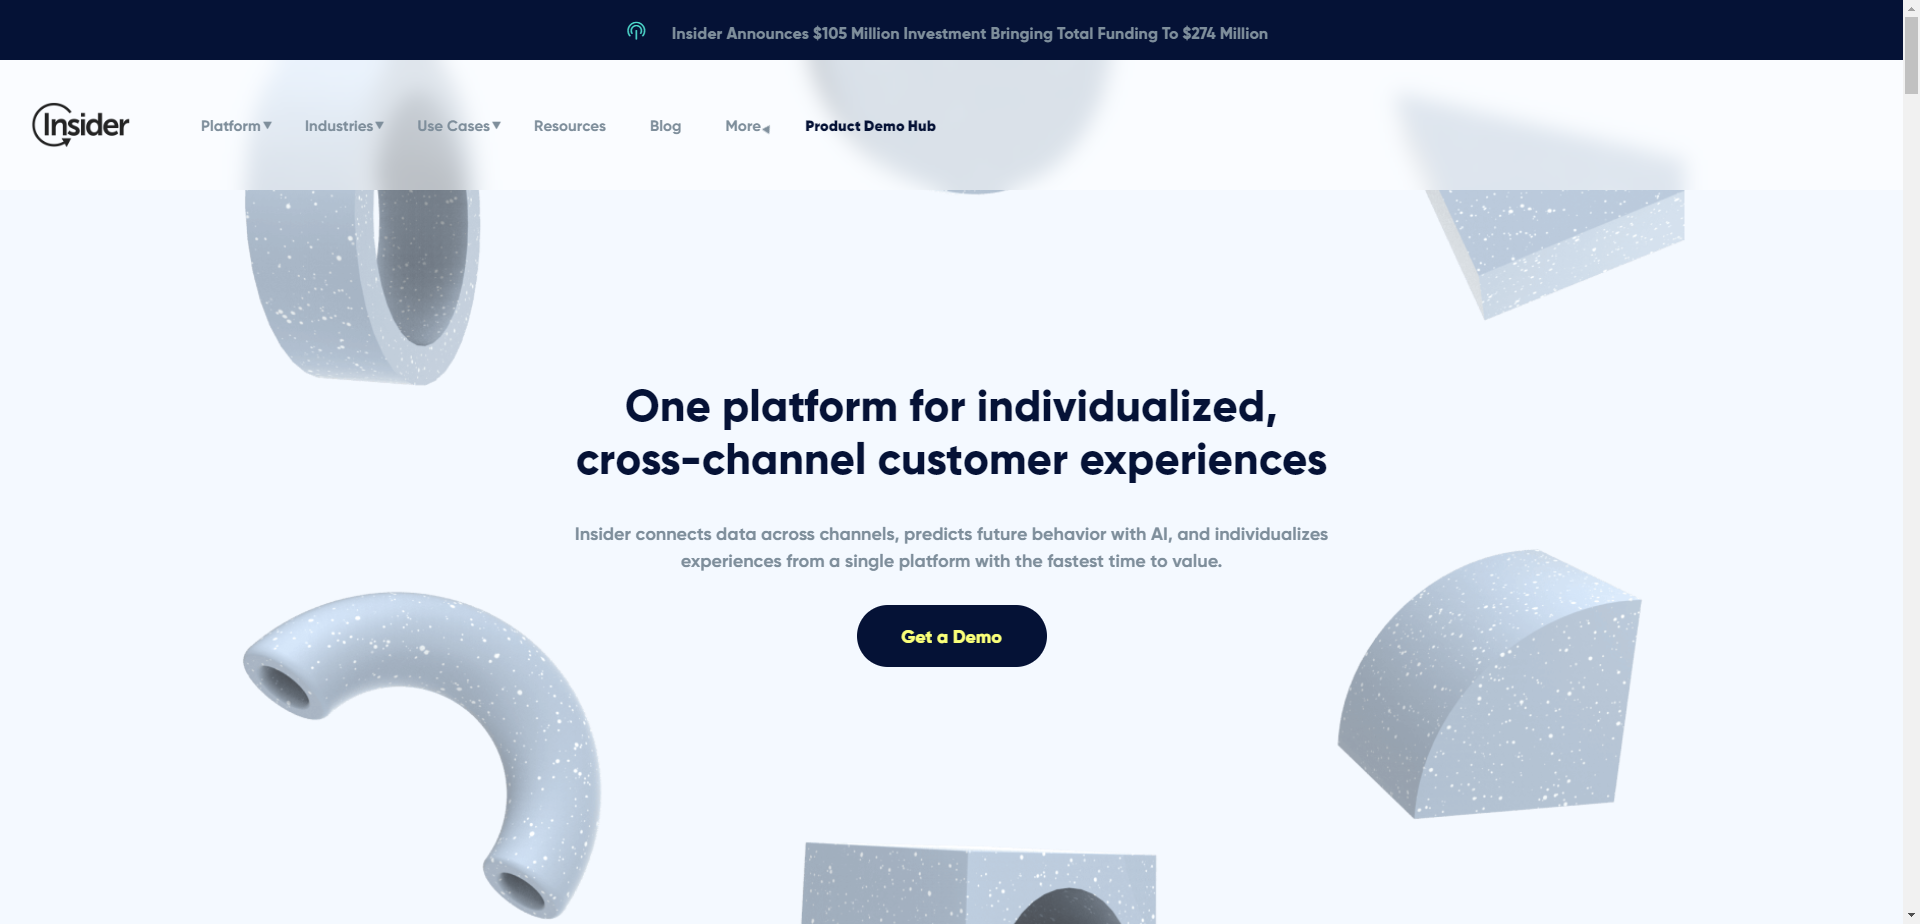 Insider Announces $105 Million Investment Bringing Total Funding To $274 Million
Insider
Platform Industries Use Cases Resources Blog More Product Demo Hub
One platform for individualized,
cross-channel customer experiences
Insider connects data across channels, predicts future behavior with AI, and individualizes
experiences from a single platform with the fastest time to value.
Get a Demo